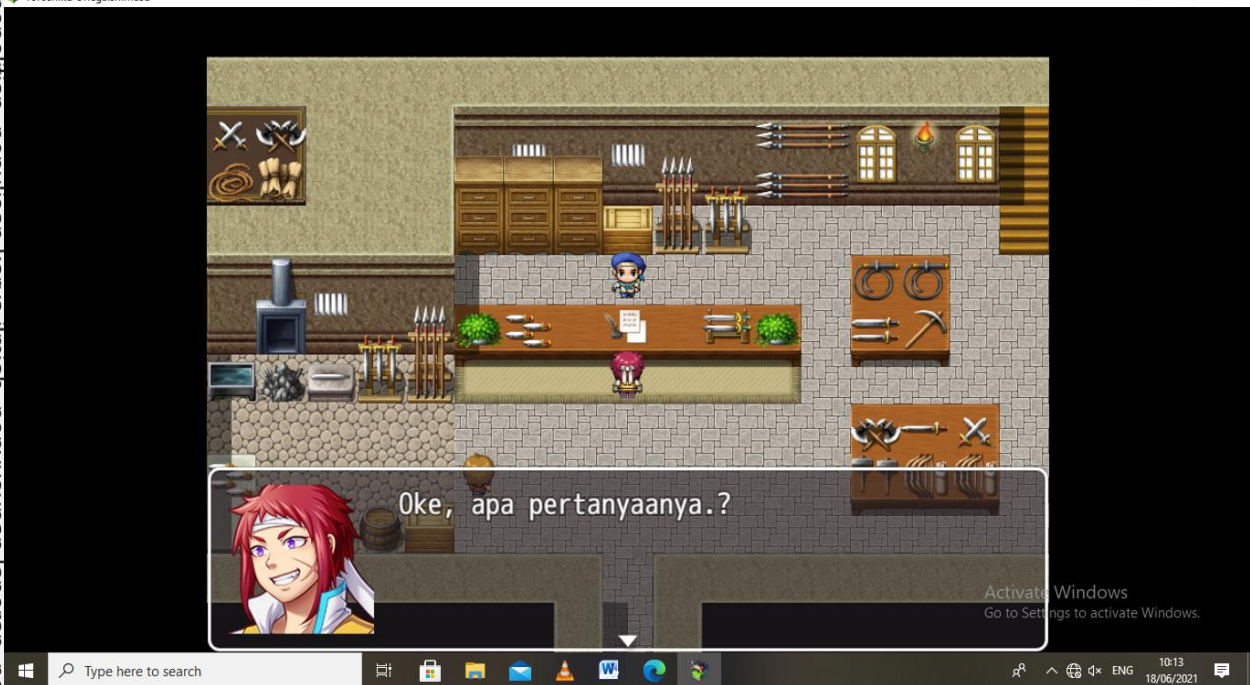 Oke, apa pertanyaanya.?
Activate Windows
Go to Settings to activate Windows.
Type here to search
ENG
10:13
18/06/2021